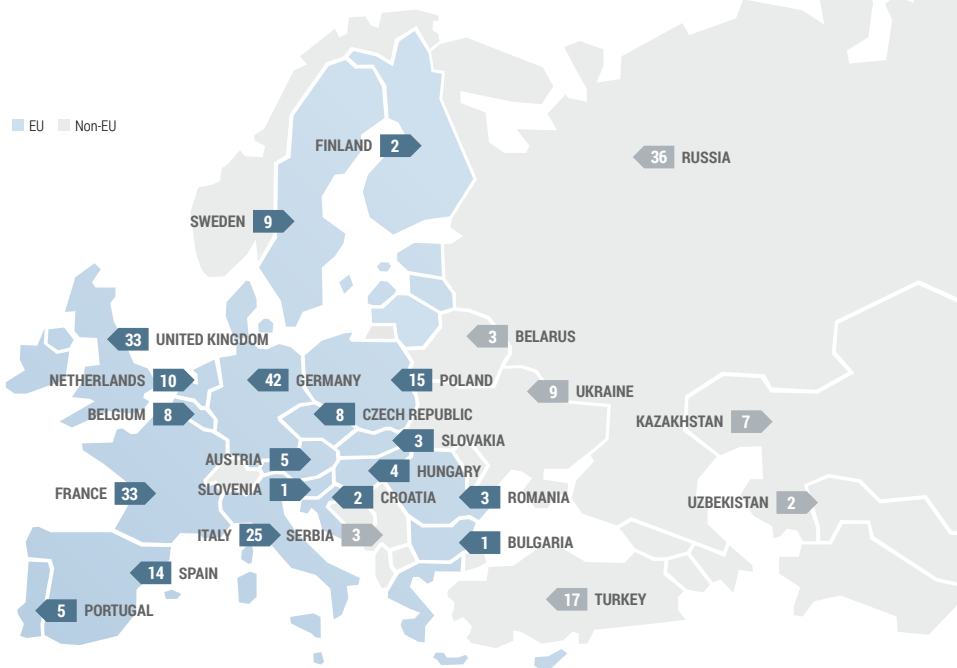 EU Non-EU
FINLAND 2
36 RUSSIA
SWEDEN 9
33 UNITED KINGDOM
3 BELARUS
NETHERLANDS 10
42 GERMANY
15 POLAND
9 UKRAINE
BELGIUM 8
8 CZECH REPUBLIC
KAZAKHSTAN 7
3 SLOVAKIA
AUSTRIA 5
4 HUNGARY
SLOVENIA 1
FRANCE 33
2 CROATIA
3 ROMANIA
UZBEKISTAN 2
ITALY 25
SERBIA 3
1 BULGARIA
14 SPAIN
17 TURKEY
5 PORTUGAL